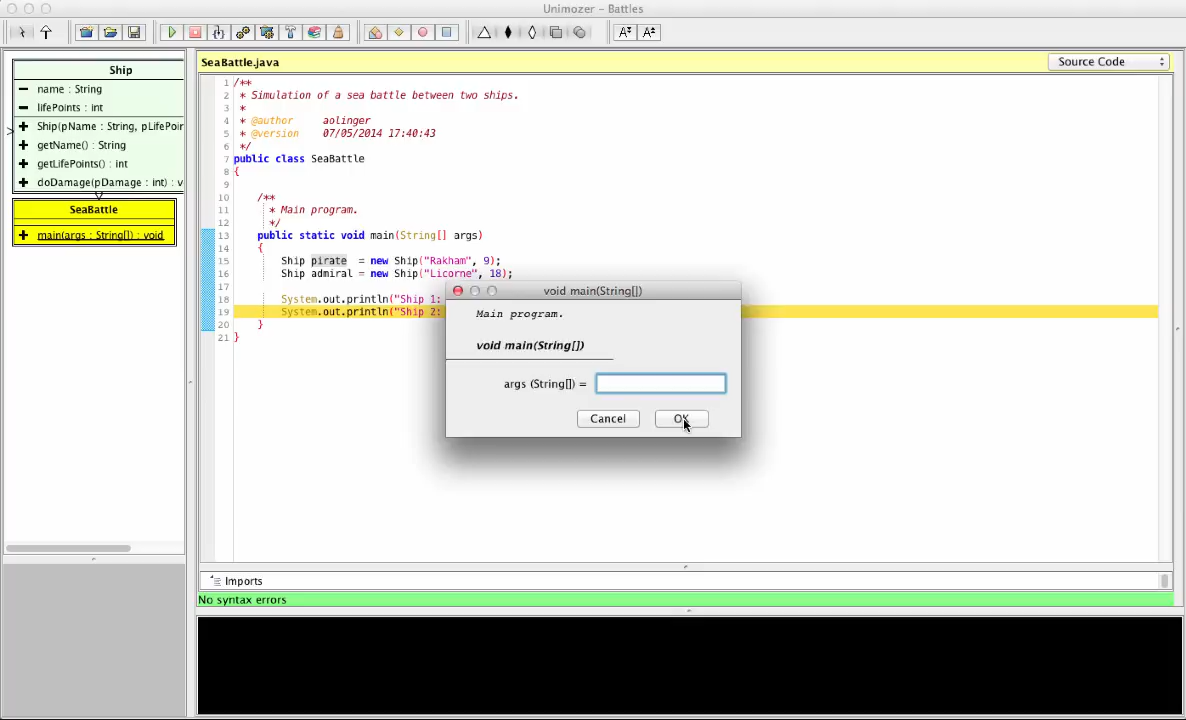 Unimozer – Battles
Ship
name : String
lifePoints : int
Ship(pName : String, pLifePoin
getName() : String
getLifePoints() : int
doDamage(pDamage : int) : v
SeaBattle
main(args : String[]) : void
SeaBattle.java
Source Code
1 /**
2 * Simulation of a sea battle between two ships.
3 *
4 * @author aolinger
5 * @version 07/05/2014 17:40:43
6 */
7 public class SeaBattle
8 {
9
10 /**
11 * Main program.
12 */
13 public static void main(String[] args)
14 {
15 Ship pirate = new Ship("Rakham", 9);
16 Ship admiral = new Ship("Licorne", 18);
17
18 System.out.println("Ship 1:
19 System.out.println("Ship 2:
20 }
21 }
void main(String[])
Main program.
void main(String[])
args (String[]) =
Cancel
OK
Imports
No syntax errors